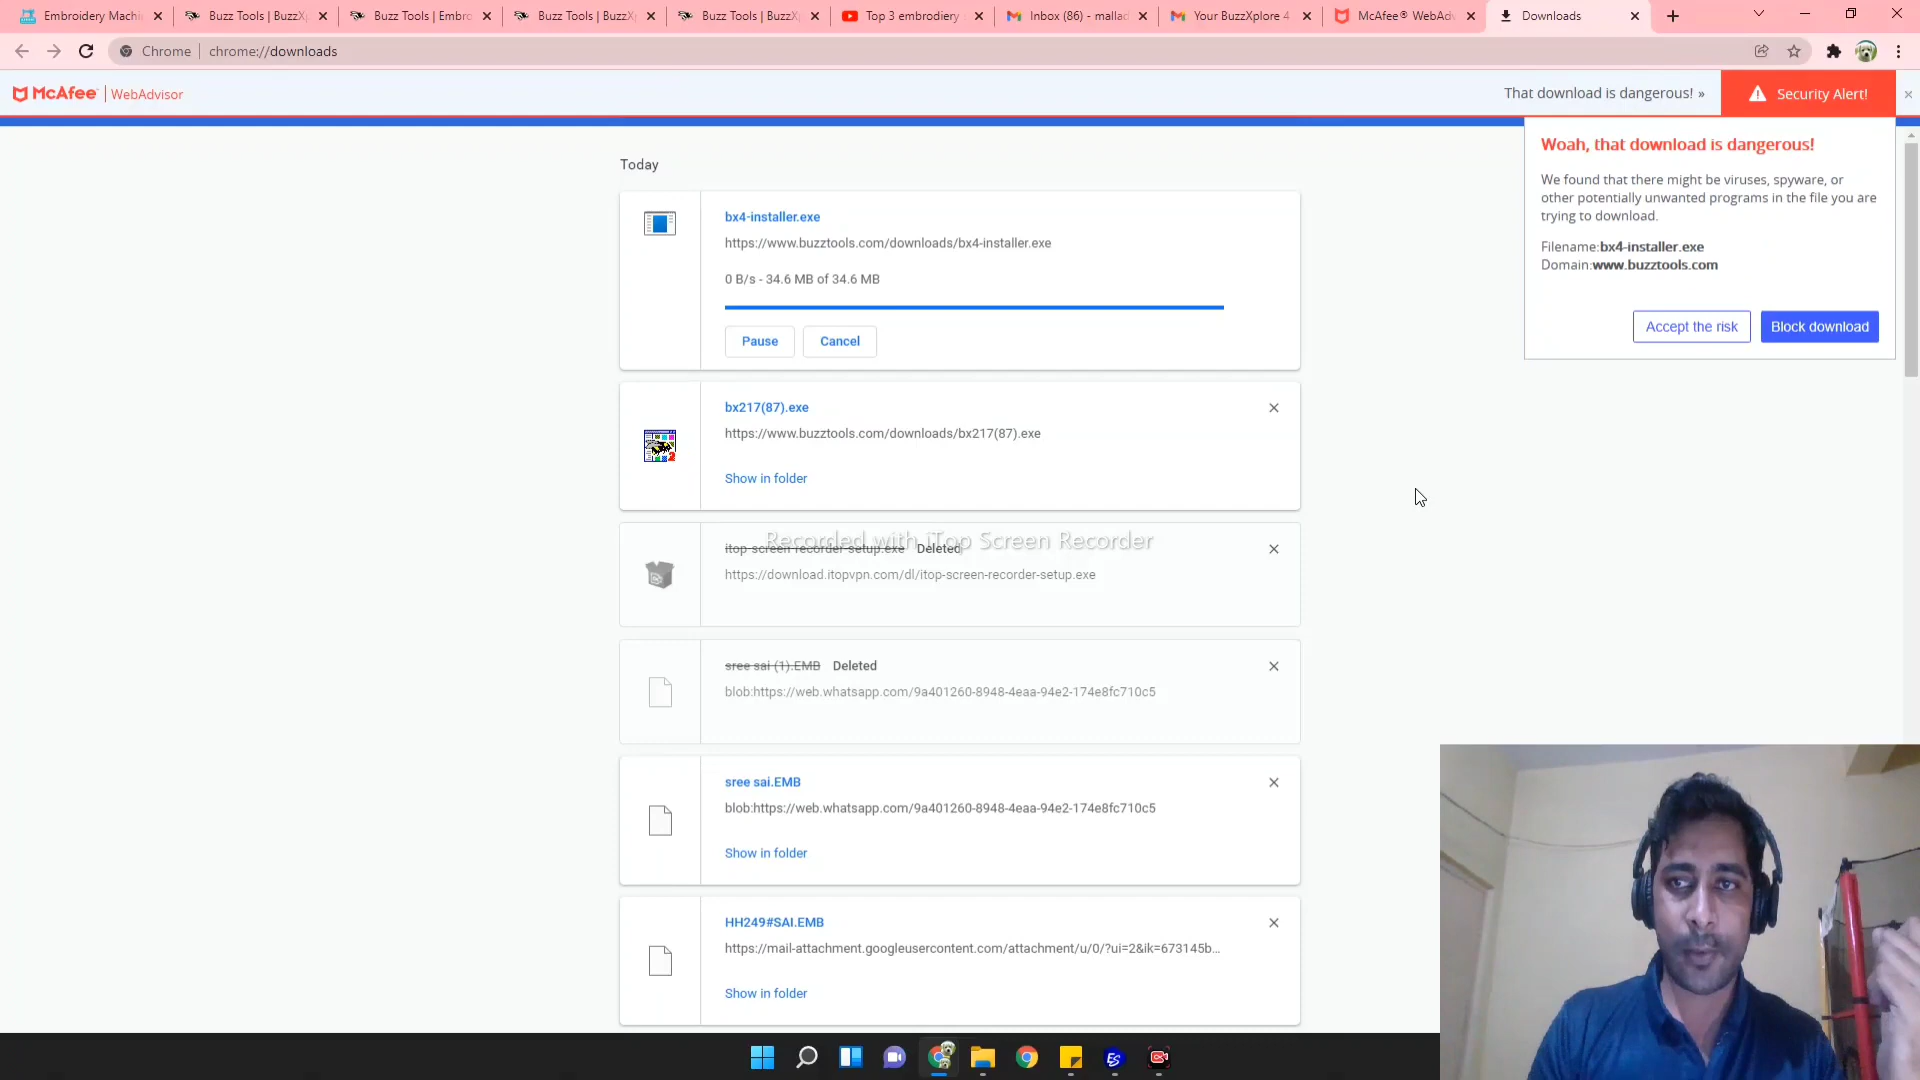 Embroidery Machi
Buzz Tools | BuzzX
Buzz Tools | Embro
Buzz Tools | BuzzX
Buzz Tools | BuzzX
Top 3 embrodiery
Inbox (86) - mallad
Your BuzzXplore 4
McAfee® WebAdv
Downloads
Chrome
chrome://downloads
McAfee | WebAdvisor
That download is dangerous! »
Security Alert!
Woah, that download is dangerous!
We found that there might be viruses, spyware, or
other potentially unwanted programs in the file you are
trying to download.
Filename:bx4-installer.exe
Domain:www.buzztools.com
Accept the risk
Block download
Today
bx4-installer.exe
https://www.buzztools.com/downloads/bx4-installer.exe
0 B/s - 34.6 MB of 34.6 MB
Pause
Cancel
bx217(87).exe
https://www.buzztools.com/downloads/bx217(87).exe
Show in folder
Recorded with iTop Screen Recorder
itop-screen-recorder-setup.exe Deleted
https://download.itopvpn.com/dl/itop-screen-recorder-setup.exe
sree sai (1).EMB Deleted
blob:https://web.whatsapp.com/9a401260-8948-4eaa-94e2-174e8fc710c5
sree sai.EMB
blob:https://web.whatsapp.com/9a401260-8948-4eaa-94e2-174e8fc710c5
Show in folder
HH249#SAI.EMB
https://mail-attachment.googleusercontent.com/attachment/u/0/?ui=2&ik=673145b...
Show in folder